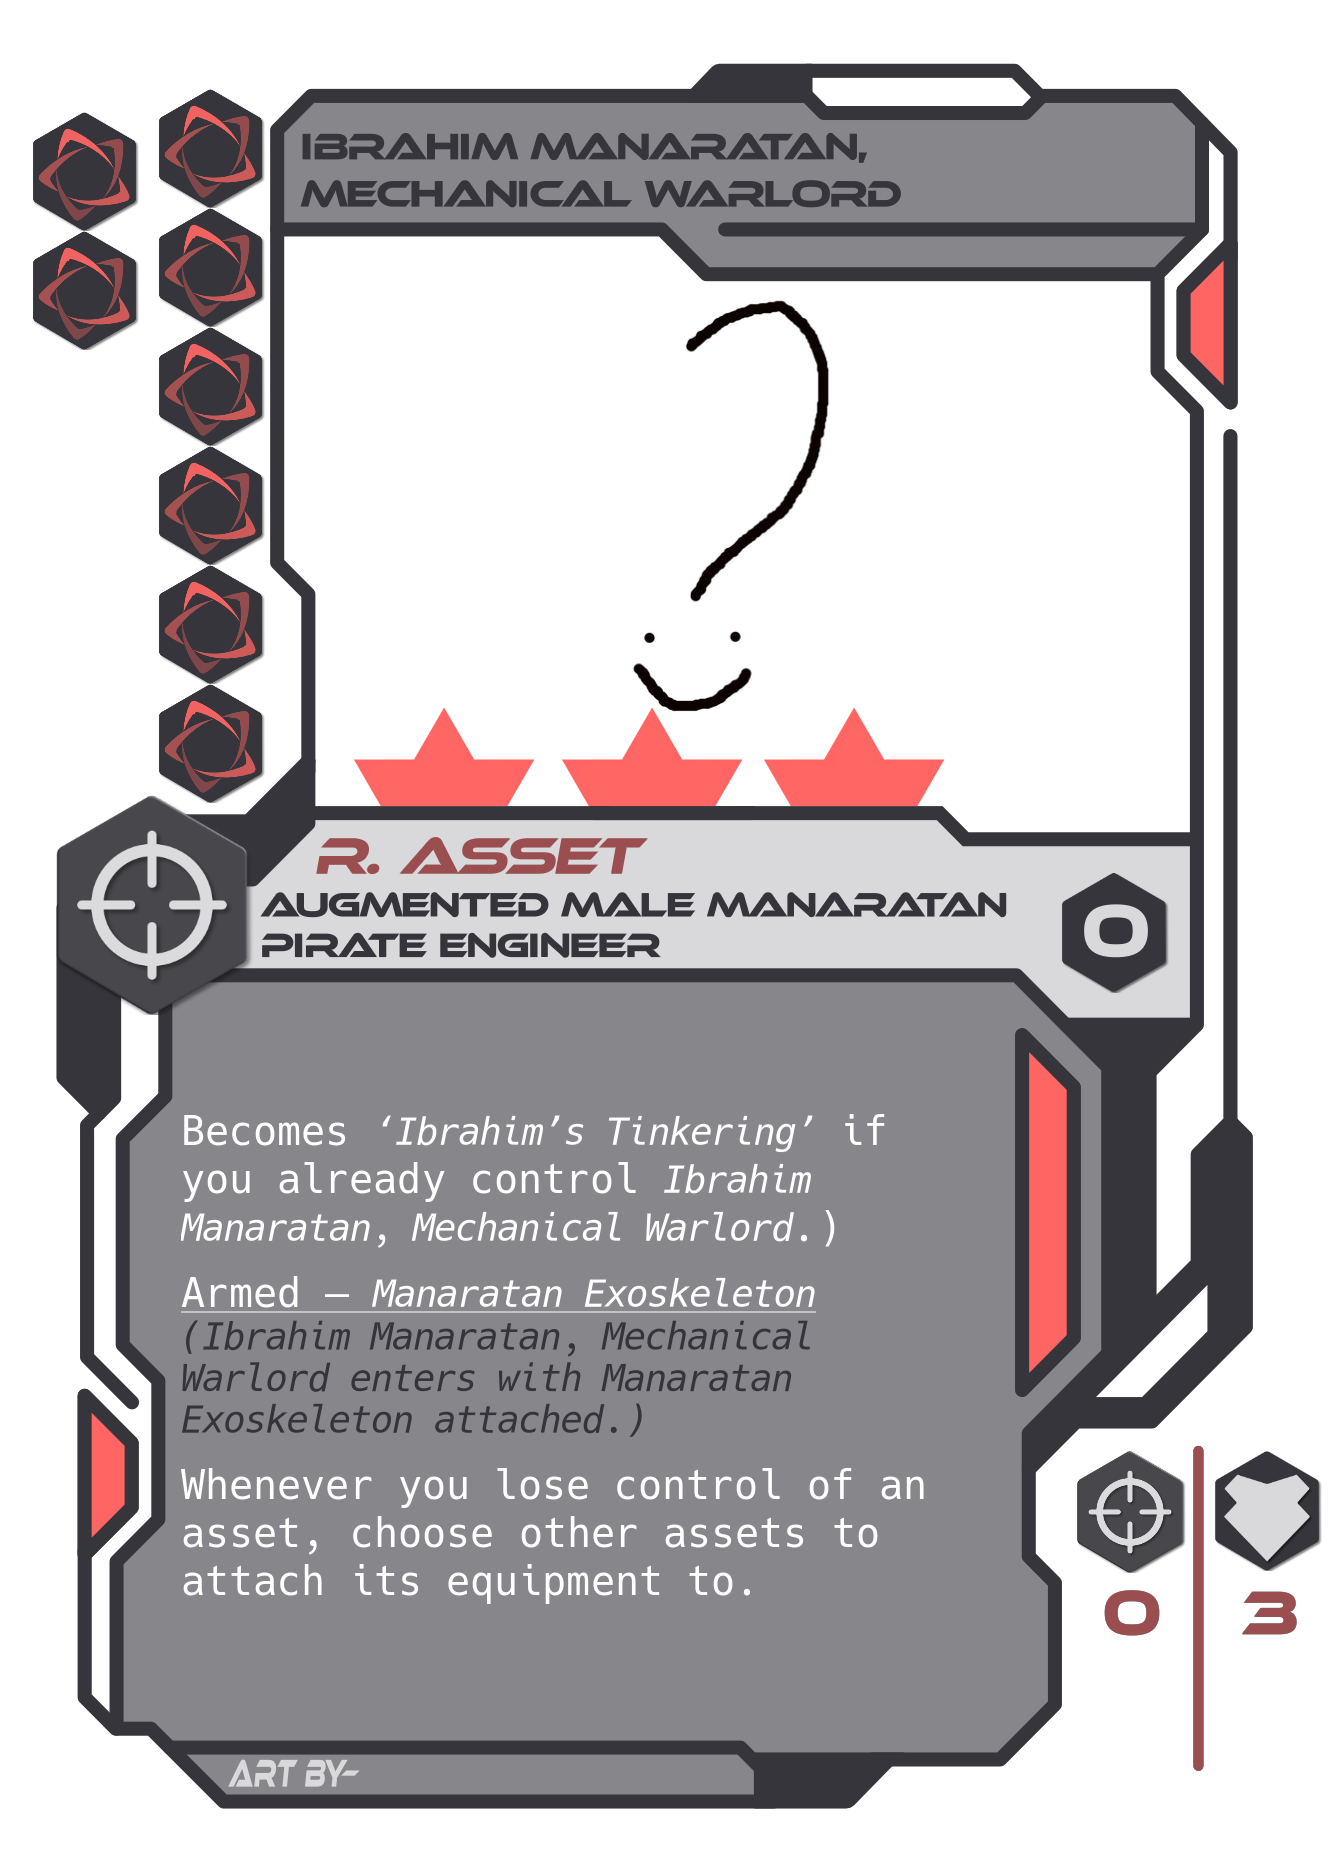 IBRAHIM MANARATAN,
MECHANICAL WARLORD
R. ASSET
AUGMENTED MALE MANARATAN
PIRATE ENGINEER
0
Becomes ‘Ibrahim’s Tinkering’ if
you already control Ibrahim
Manaratan, Mechanical Warlord.)
Armed – Manaratan Exoskeleton
(Ibrahim Manaratan, Mechanical
Warlord enters with Manaratan
Exoskeleton attached.)
Whenever you lose control of an
asset, choose other assets to
attach its equipment to.
0
3
ART BY-